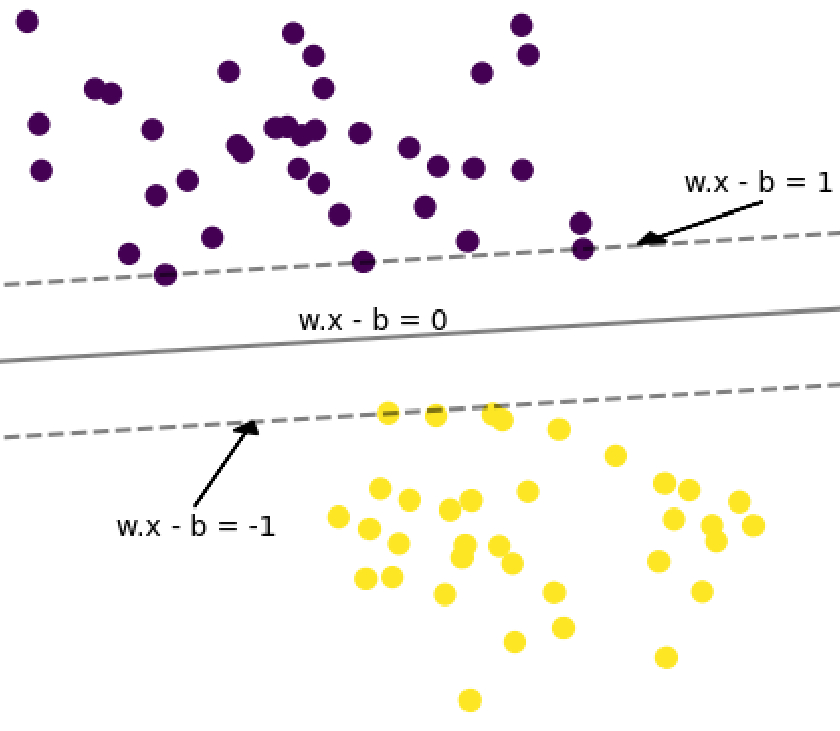 w.x - b = 1
w.x - b = 0
w.x - b = -1